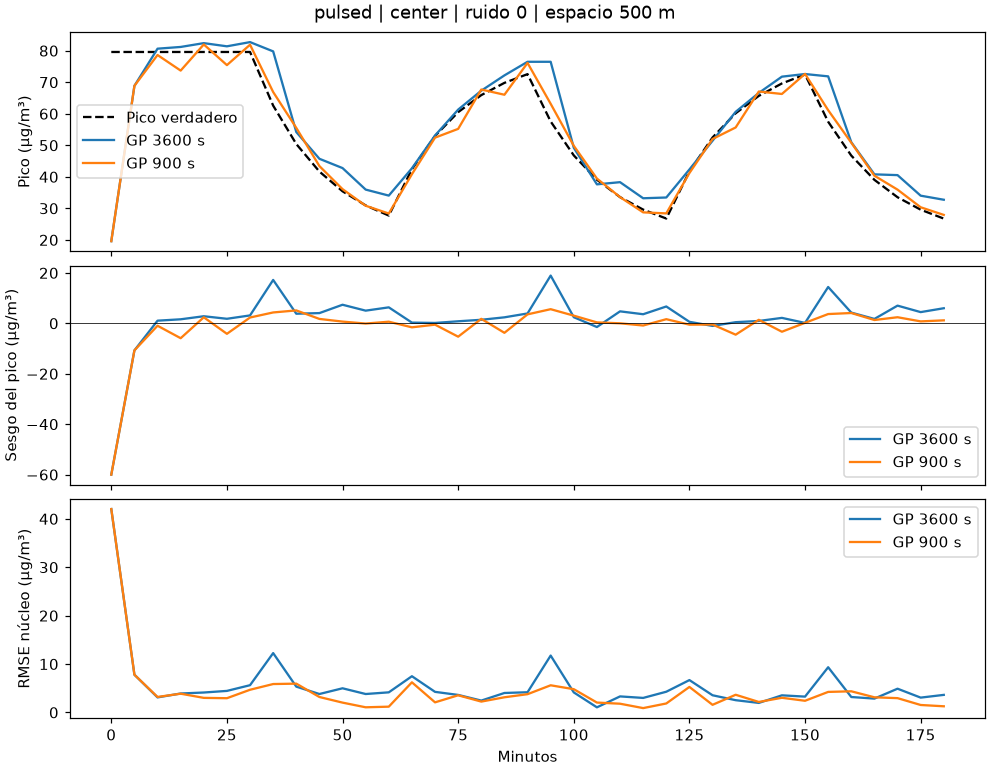 pulsed | center | ruido 0 | espacio 500 m
Pico (µg/m³)
80
70
60
50
40
30
20
Pico verdadero
GP 3600 s
GP 900 s
Sesgo del pico (µg/m³)
20
0
−20
−40
−60
GP 3600 s
GP 900 s
RMSE núcleo (µg/m³)
40
30
20
10
0
GP 3600 s
GP 900 s
0 25 50 75 100 125 150 175
Minutos